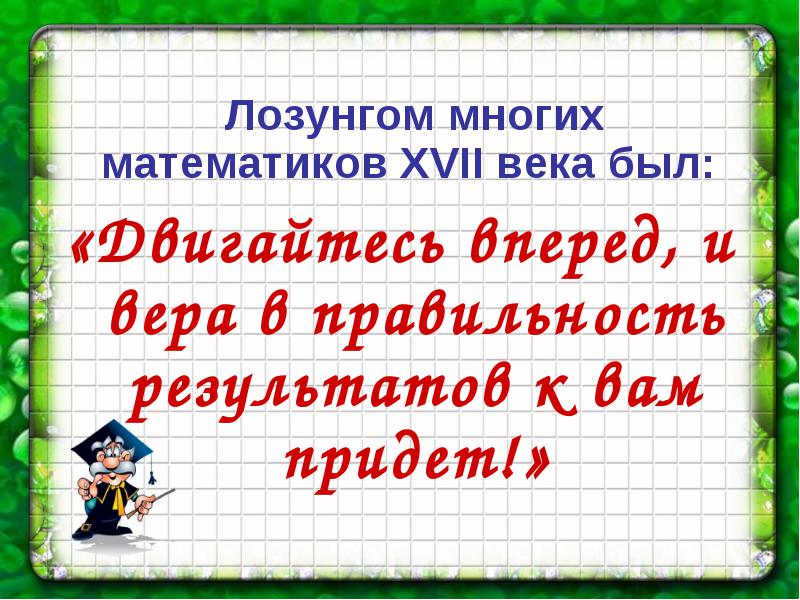 Лозунгом многих
математиков XVII века был:
«Двигайтесь вперед, и
вера в правильность
результатов к вам
придет!»